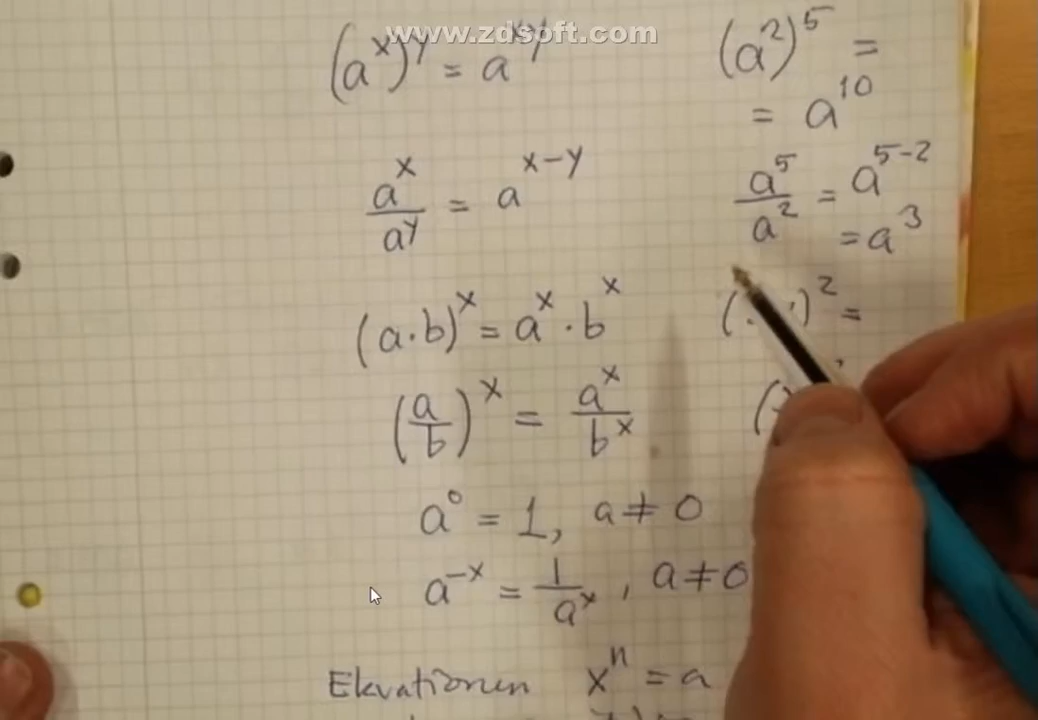 www.zdsoft.com
(a^x)^y = a^xy
(a^2)^5 =
= a^10
a^x / a^y = a^x-y
a^5 / a^2 = a^5-2
= a^3
(a·b)^x = a^x · b^x
( )^2 =
(a/b)^x = a^x / b^x
a^0 = 1, a ≠ 0
a^-x = 1 / a^x, a ≠ 0
Ekvationen x^n = a